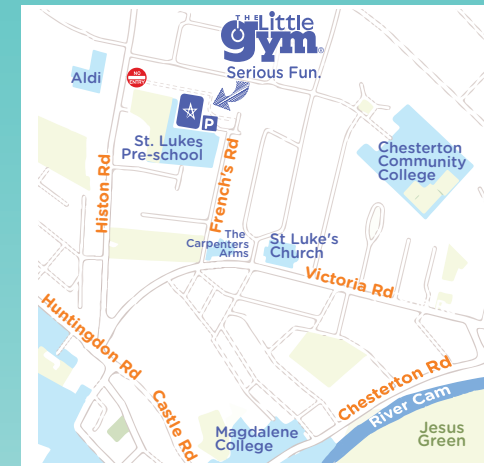 THE
Little
gym®
Serious Fun.
Aldi
NO
ENTRY
P
St. Lukes
Pre-school
Histon Rd
French's Rd
Chesterton
Community
College
The
Carpenters
Arms
St Luke's
Church
Victoria Rd
Huntingdon Rd
Castle Rd
Chesterton Rd
River Cam
Magdalene
College
Jesus
Green